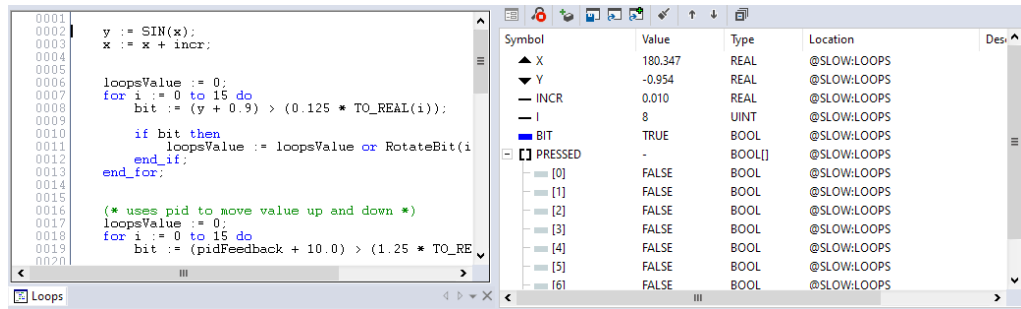 0001
0002 y := SIN(x);
0003 x := x + incr;
0004
0005
0006 loopsValue := 0;
0007 for i := 0 to 15 do
0008 bit := (y + 0.9) > (0.125 * TO_REAL(i));
0009
0010 if bit then
0011 loopsValue := loopsValue or RotateBit(i
0012 end_if;
0013 end_for;
0014
0015
0016 (* uses pid to move value up and down *)
0017 loopsValue := 0;
0018 for i := 0 to 15 do
0019 bit := (pidFeedback + 10.0) > (1.25 * TO_RE
0020
Loops
Symbol Value Type Location Des
X 180.347 REAL @SLOW:LOOPS
Y -0.954 REAL @SLOW:LOOPS
INCR 0.010 REAL @SLOW:LOOPS
I 8 UINT @SLOW:LOOPS
BIT TRUE BOOL @SLOW:LOOPS
PRESSED - BOOL[] @SLOW:LOOPS
[0] FALSE BOOL @SLOW:LOOPS
[1] FALSE BOOL @SLOW:LOOPS
[2] FALSE BOOL @SLOW:LOOPS
[3] FALSE BOOL @SLOW:LOOPS
[4] FALSE BOOL @SLOW:LOOPS
[5] FALSE BOOL @SLOW:LOOPS
[6] FALSE BOOL @SLOW:LOOPS